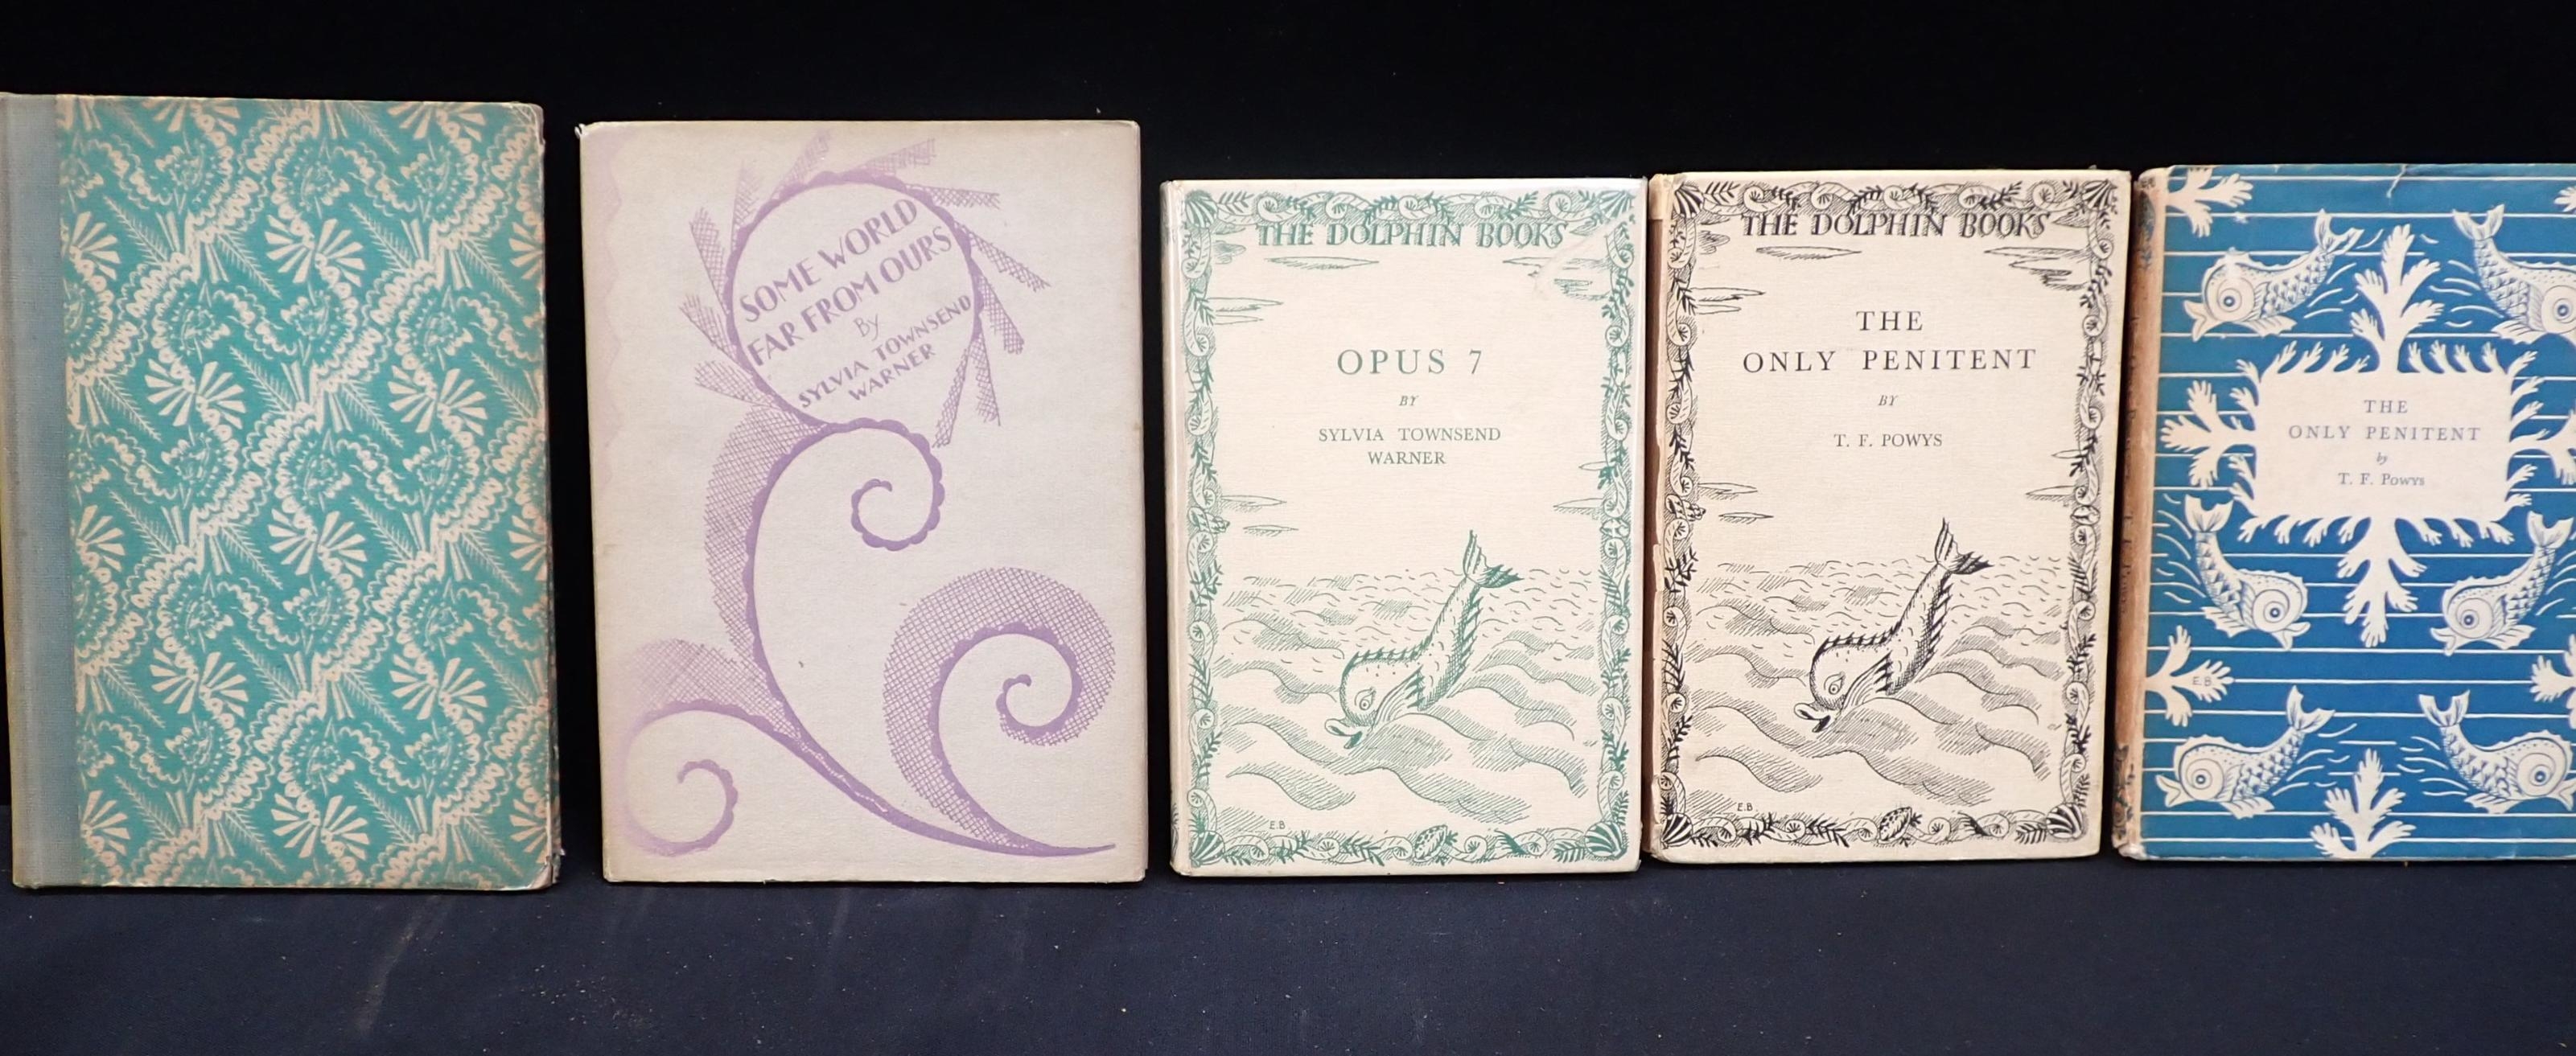 SOME WORLD
FAR FROM OURS
By
SYLVIA TOWNSEND
WARNER
THE DOLPHIN BOOKS
OPUS 7
BY
SYLVIA TOWNSEND
WARNER
E.B.
THE DOLPHIN BOOKS
THE
ONLY PENITENT
BY
T. F. POWYS
E.B.
THE
ONLY PENITENT
by
T. F. Powys
E.B.